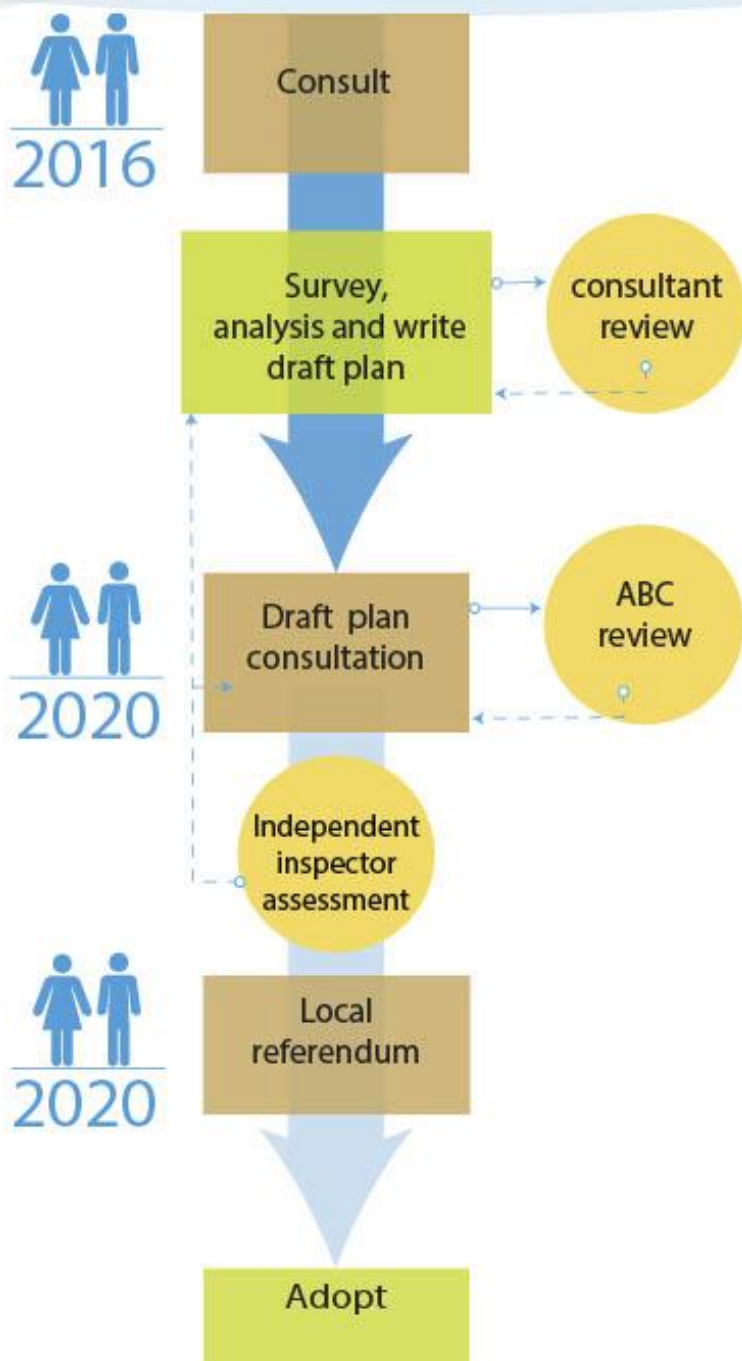 Consult
2016
Survey,
analysis and write
draft plan
consultant
review
Draft plan
consultation
ABC
review
2020
Independent
inspector
assessment
Local
referendum
2020
Adopt